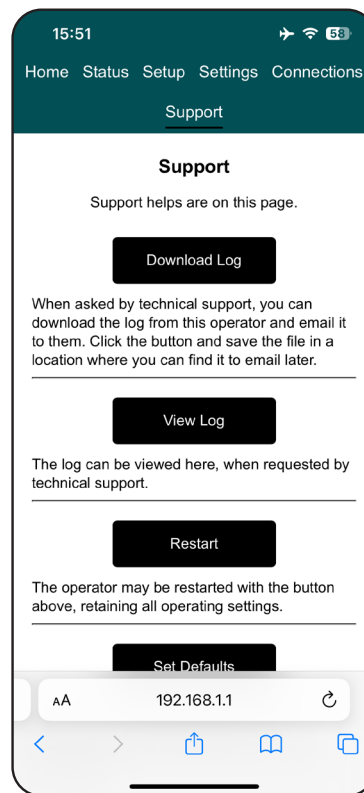 15:51
58
Home Status Setup Settings Connections
Support
Support
Support helps are on this page.
Download Log
When asked by technical support, you can
download the log from this operator and email it
to them. Click the button and save the file in a
location where you can find it to email later.
View Log
The log can be viewed here, when requested by
technical support.
Restart
The operator may be restarted with the button
above, retaining all operating settings.
Set Defaults
AA
192.168.1.1